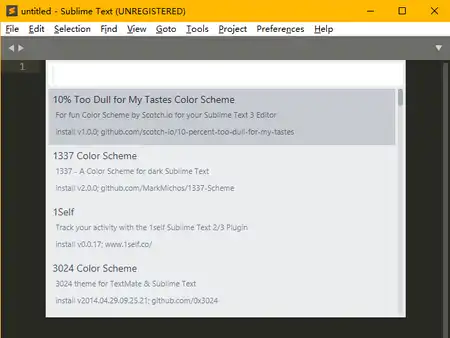 untitled - Sublime Text (UNREGISTERED)
File Edit Selection Find View Goto Tools Project Preferences Help
1
10% Too Dull for My Tastes Color Scheme
For fun Color Scheme by Scotch.io for your Sublime Text 3 Editor
install v1.0.0; github.com/scotch-io/10-percent-too-dull-for-my-tastes
1337 Color Scheme
1337 - A Color Scheme for dark Sublime Text
install v2.0.0; github.com/MarkMichos/1337-Scheme
1Self
Track your activity with the 1self Sublime Text 2/3 Plugin
install v0.0.17; www.1self.co/
3024 Color Scheme
3024 theme for TextMate & Sublime Text
install v2014.04.29.09.25.21; github.com/0x3024